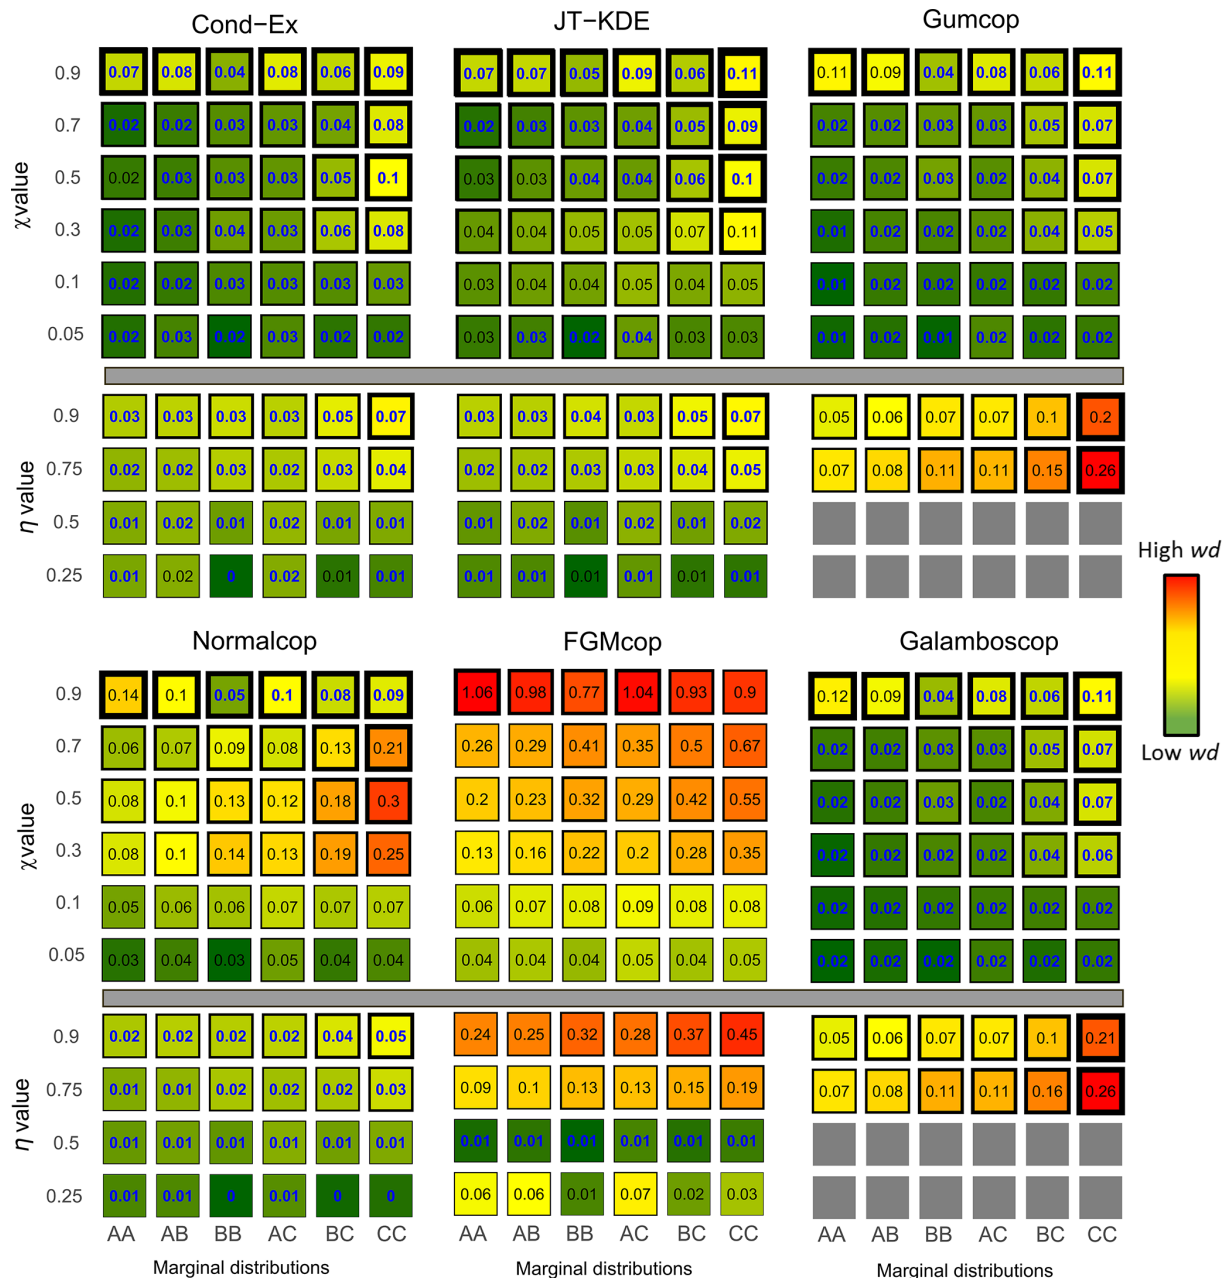 Cond−Ex JT−KDE Gumcop
0.9 0.07 0.08 0.04 0.08 0.06 0.09 0.07 0.07 0.05 0.09 0.06 0.11 0.11 0.09 0.04 0.08 0.06 0.11
0.7 0.02 0.02 0.03 0.03 0.04 0.08 0.02 0.03 0.03 0.04 0.05 0.09 0.02 0.02 0.03 0.03 0.05 0.07
0.5 0.02 0.03 0.03 0.03 0.05 0.1 0.03 0.03 0.04 0.04 0.06 0.1 0.02 0.02 0.03 0.02 0.04 0.07
χvalue
0.3 0.02 0.03 0.04 0.03 0.06 0.08 0.04 0.04 0.05 0.05 0.07 0.11 0.01 0.02 0.02 0.02 0.04 0.05
0.1 0.02 0.02 0.03 0.03 0.03 0.03 0.03 0.04 0.04 0.05 0.04 0.05 0.01 0.02 0.02 0.02 0.02 0.02
0.05 0.02 0.03 0.02 0.03 0.02 0.02 0.03 0.03 0.02 0.04 0.03 0.03 0.01 0.02 0.01 0.02 0.02 0.02
0.9 0.03 0.03 0.03 0.03 0.05 0.07 0.03 0.03 0.04 0.03 0.05 0.07 0.05 0.06 0.07 0.07 0.1 0.2
0.75 0.02 0.02 0.03 0.02 0.03 0.04 0.02 0.02 0.03 0.03 0.04 0.05 0.07 0.08 0.11 0.11 0.15 0.26
η value
0.5 0.01 0.02 0.01 0.02 0.01 0.01 0.01 0.02 0.01 0.02 0.01 0.02
0.25 0.01 0.02 0 0.02 0.01 0.01 0.01 0.01 0.01 0.01 0.01 0.01
High wd
Low wd
Normalcop FGMcop Galamboscop
0.9 0.14 0.1 0.05 0.1 0.08 0.09 1.06 0.98 0.77 1.04 0.93 0.9 0.12 0.09 0.04 0.08 0.06 0.11
0.7 0.06 0.07 0.09 0.08 0.13 0.21 0.26 0.29 0.41 0.35 0.5 0.67 0.02 0.02 0.03 0.03 0.05 0.07
0.5 0.08 0.1 0.13 0.12 0.18 0.3 0.2 0.23 0.32 0.29 0.42 0.55 0.02 0.02 0.03 0.02 0.04 0.07
χvalue
0.3 0.08 0.1 0.14 0.13 0.19 0.25 0.13 0.16 0.22 0.2 0.28 0.35 0.02 0.02 0.02 0.02 0.04 0.06
0.1 0.05 0.06 0.06 0.07 0.07 0.07 0.06 0.07 0.08 0.09 0.08 0.08 0.02 0.02 0.02 0.02 0.02 0.02
0.05 0.03 0.04 0.03 0.05 0.04 0.04 0.04 0.04 0.04 0.05 0.04 0.05 0.02 0.02 0.02 0.02 0.02 0.02
0.9 0.02 0.02 0.02 0.02 0.04 0.05 0.24 0.25 0.32 0.28 0.37 0.45 0.05 0.06 0.07 0.07 0.1 0.21
0.75 0.01 0.01 0.02 0.02 0.02 0.03 0.09 0.1 0.13 0.13 0.15 0.19 0.07 0.08 0.11 0.11 0.16 0.26
η value
0.5 0.01 0.01 0.01 0.01 0.01 0.01 0.01 0.01 0.01 0.01 0.01 0.01
0.25 0.01 0.01 0 0.01 0 0 0.06 0.06 0.01 0.07 0.02 0.03
AA AB BB AC BC CC AA AB BB AC BC CC AA AB BB AC BC CC
Marginal distributions Marginal distributions Marginal distributions